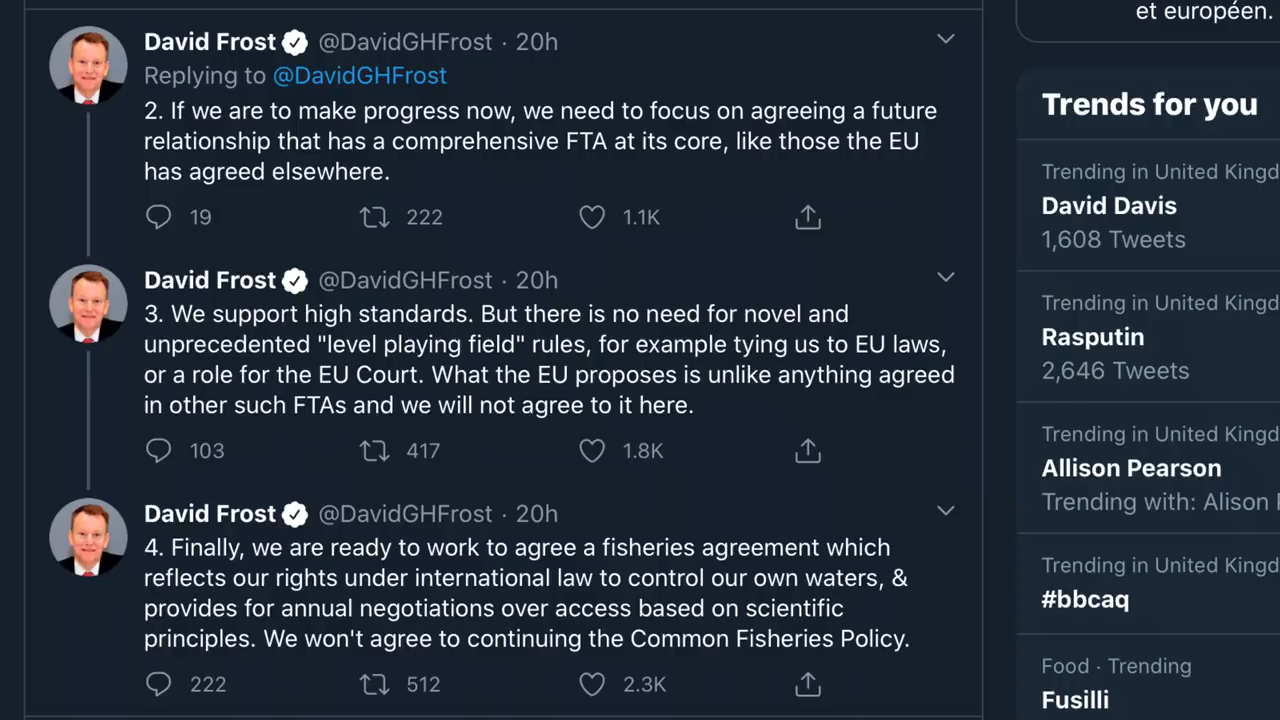 David Frost @DavidGHFrost · 20h
Replying to @DavidGHFrost
2. If we are to make progress now, we need to focus on agreeing a future
relationship that has a comprehensive FTA at its core, like those the EU
has agreed elsewhere.
19 222 1.1K
David Frost @DavidGHFrost · 20h
3. We support high standards. But there is no need for novel and
unprecedented "level playing field" rules, for example tying us to EU laws,
or a role for the EU Court. What the EU proposes is unlike anything agreed
in other such FTAs and we will not agree to it here.
103 417 1.8K
David Frost @DavidGHFrost · 20h
4. Finally, we are ready to work to agree a fisheries agreement which
reflects our rights under international law to control our own waters, &
provides for annual negotiations over access based on scientific
principles. We won't agree to continuing the Common Fisheries Policy.
222 512 2.3K
et européen.
Trends for you
Trending in United Kingd
David Davis
1,608 Tweets
Trending in United Kingd
Rasputin
2,646 Tweets
Trending in United Kingd
Allison Pearson
Trending with: Alison
Trending in United Kingd
#bbcaq
Food · Trending
Fusilli